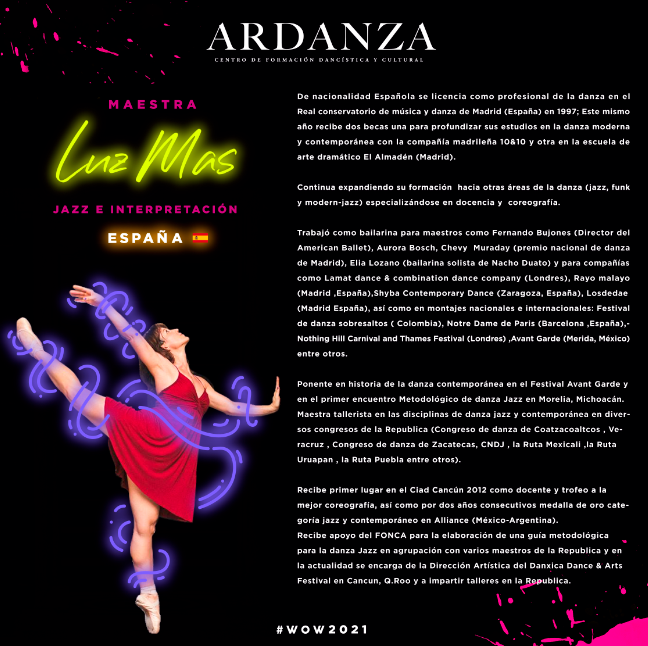 ARDANZA
CENTRO DE FORMACIÓN DANCÍSTICA Y CULTURAL
MAESTRA
Luz Mas
JAZZ E INTERPRETACIÓN
ESPAÑA
De nacionalidad Española se licencia como profesional de la danza en el
Real conservatorio de música y danza de Madrid (España) en 1997; Este mismo
año recibe dos becas una para profundizar sus estudios en la danza moderna
y contemporánea con la compañía madrileña 10&10 y otra en la escuela de
arte dramático El Almadén (Madrid).
Continua expandiendo su formación hacia otras áreas de la danza (jazz, funk
y modern-jazz) especializándose en docencia y coreografía.
Trabajó como bailarina para maestros como Fernando Bujones (Director del
American Ballet), Aurora Bosch, Chevy Muraday (premio nacional de danza
de Madrid), Elia Lozano (bailarina solista de Nacho Duato) y para compañías
como Lamat dance & combination dance company (Londres), Rayo malayo
(Madrid ,España),Shyba Contemporary Dance (Zaragoza, España), Losdedae
(Madrid España), así como en montajes nacionales e internacionales: Festival
de danza sobresaltos ( Colombia), Notre Dame de Paris (Barcelona ,España),-
Nothing Hill Carnival and Thames Festival (Londres) ,Avant Garde (Merida, México)
entre otros.
Ponente en historia de la danza contemporánea en el Festival Avant Garde y
en el primer encuentro Metodológico de danza Jazz en Morelia, Michoacán.
Maestra tallerista en las disciplinas de danza jazz y contemporánea en diver-
sos congresos de la Republica (Congreso de danza de Coatzacoaltcos , Ve-
racruz , Congreso de danza de Zacatecas, CNDJ , la Ruta Mexicali ,la Ruta
Uruapan , la Ruta Puebla entre otros).
Recibe primer lugar en el Ciad Cancún 2012 como docente y trofeo a la
mejor coreografía, así como por dos años consecutivos medalla de oro cate-
goría jazz y contemporáneo en Alliance (México-Argentina).
Recibe apoyo del FONCA para la elaboración de una guía metodológica
para la danza Jazz en agrupación con varios maestros de la Republica y en
la actualidad se encarga de la Dirección Artística del Danxica Dance & Arts
Festival en Cancun, Q.Roo y a impartir talleres en la Republica.
#WOW2021